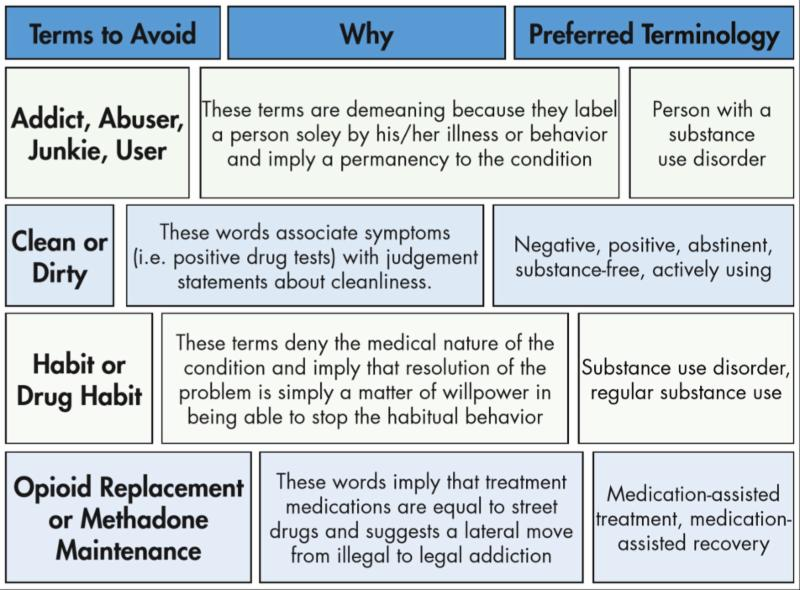 Terms to Avoid
Why
Preferred Terminology
Addict, Abuser,
Junkie, User
These terms are demeaning because they label
a person soley by his/her illness or behavior
and imply a permanency to the condition
Person with a
substance
use disorder
Clean or
Dirty
These words associate symptoms
(i.e. positive drug tests) with judgement
statements about cleanliness.
Negative, positive, abstinent,
substance-free, actively using
Habit or
Drug Habit
These terms deny the medical nature of the
condition and imply that resolution of the
problem is simply a matter of willpower in
being able to stop the habitual behavior
Substance use disorder,
regular substance use
Opioid Replacement
or Methadone
Maintenance
These words imply that treatment
medications are equal to street
drugs and suggests a lateral move
from illegal to legal addiction
Medication-assisted
treatment, medication-
assisted recovery